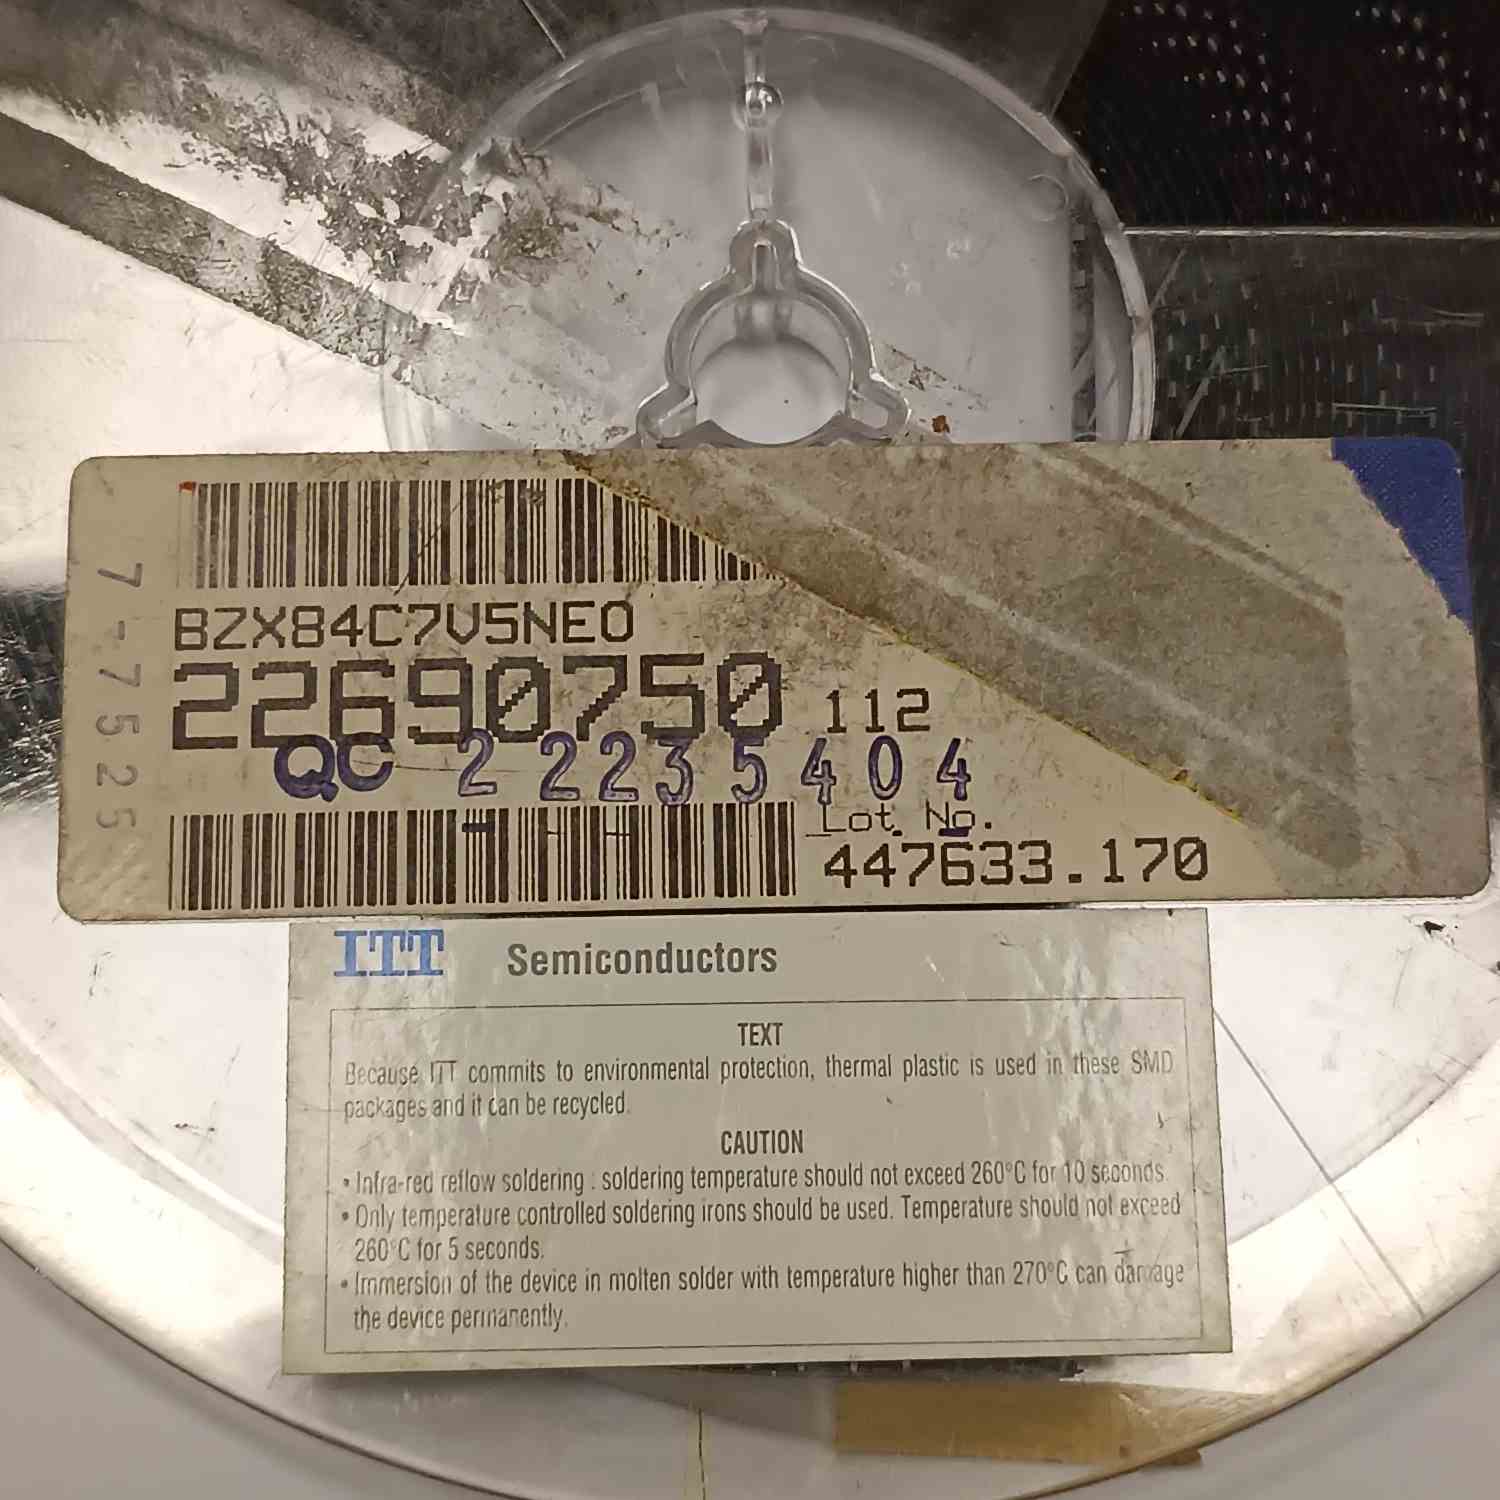 7-7525
BZX84C7V5NEO
22690750 112
QC 2 2235404
Lot No.
447633.170
ITT Semiconductors
TEXT
Because ITT commits to environmental protection, thermal plastic is used in these SMD
packages and it can be recycled.
CAUTION
• Infra-red reflow soldering : soldering temperature should not exceed 260°C for 10 seconds.
• Only temperature controlled soldering irons should be used. Temperature should not exceed
260°C for 5 seconds.
• Immersion of the device in molten solder with temperature higher than 270°C can damage
the device permanently.